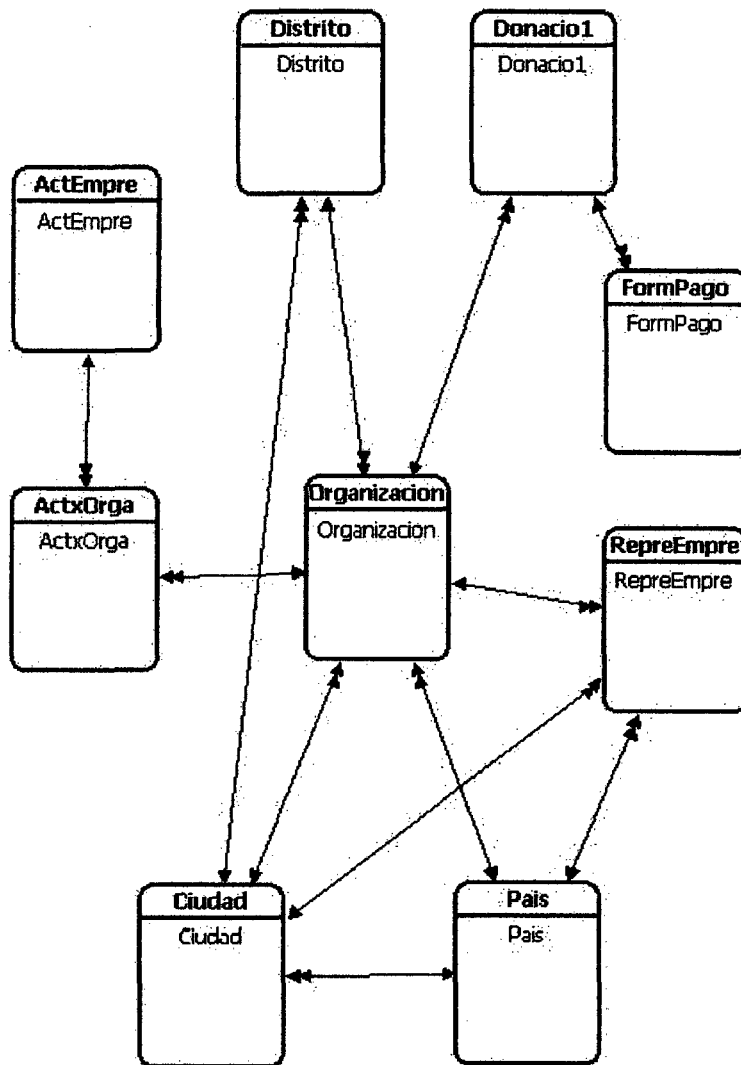 Distrito
Distrito
Donacio1
Donacio1
ActEmpre
ActEmpre
FormPago
FormPago
ActxOrga
ActxOrga
Organizacion
Organizacion
RepreEmpre
RepreEmpre
Ciudad
Ciudad
Pais
Pais